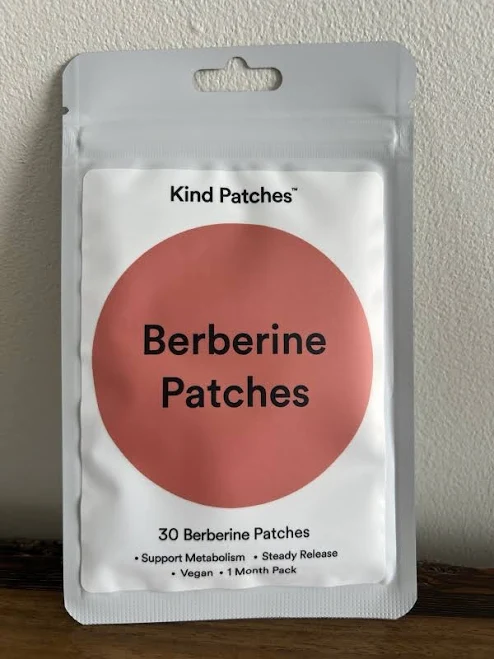 Kind Patches™
Berberine
Patches
30 Berberine Patches
• Support Metabolism • Steady Release
• Vegan • 1 Month Pack